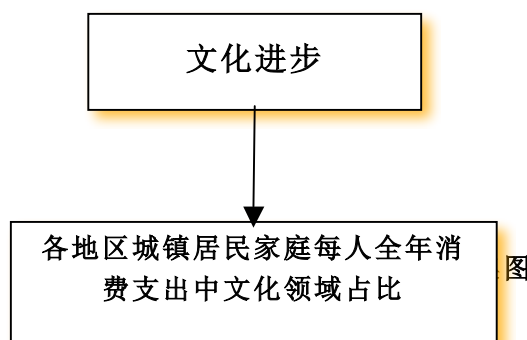 文化进步
各地区城镇居民家庭每人全年消
费支出中文化领域占比
图